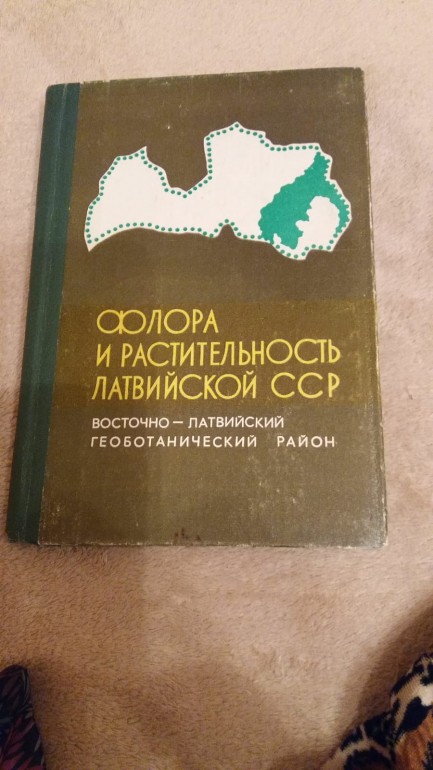 ФЛОРА
И РАСТИТЕЛЬНОСТЬ
ЛАТВИЙСКОЙ ССР
ВОСТОЧНО — ЛАТВИЙСКИЙ
ГЕОБОТАНИЧЕСКИЙ РАЙОН